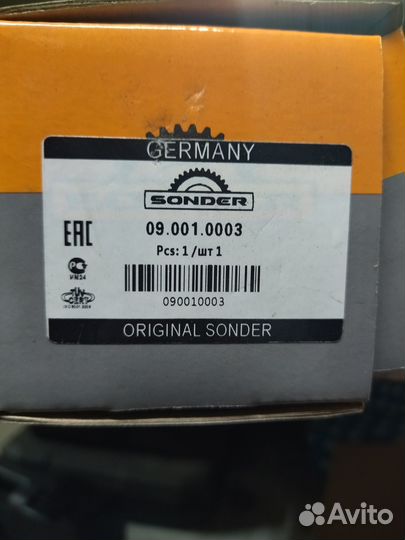 GERMANY
SONDER
09.001.0003
Pcs: 1 /шт 1
EAC
090010003
ORIGINAL SONDER
Avito